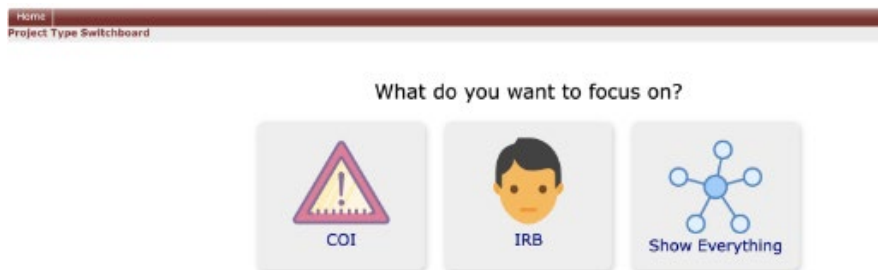 Home
Project Type Switchboard
What do you want to focus on?
COI
IRB
Show Everything